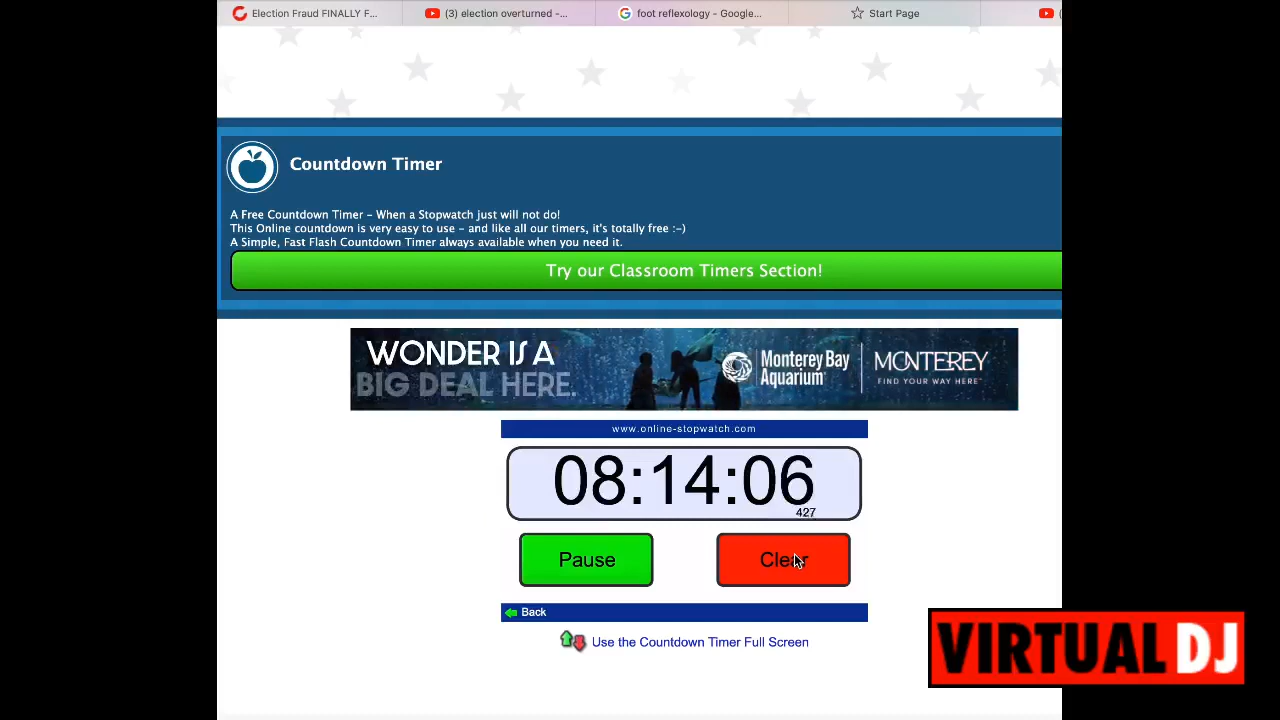 Election Fraud FINALLY F...
(3) election overturned -...
foot reflexology - Google...
Start Page
Countdown Timer
A Free Countdown Timer - When a Stopwatch just will not do!
This Online countdown is very easy to use - and like all our timers, it's totally free :-)
A Simple, Fast Flash Countdown Timer always available when you need it.
Try our Classroom Timers Section!
WONDER IS A
BIG DEAL HERE.
Monterey Bay
Aquarium
MONTEREY
FIND YOUR WAY HERE
www.online-stopwatch.com
08:14:06
427
Pause
Clear
Back
Use the Countdown Timer Full Screen
VIRTUAL DJ